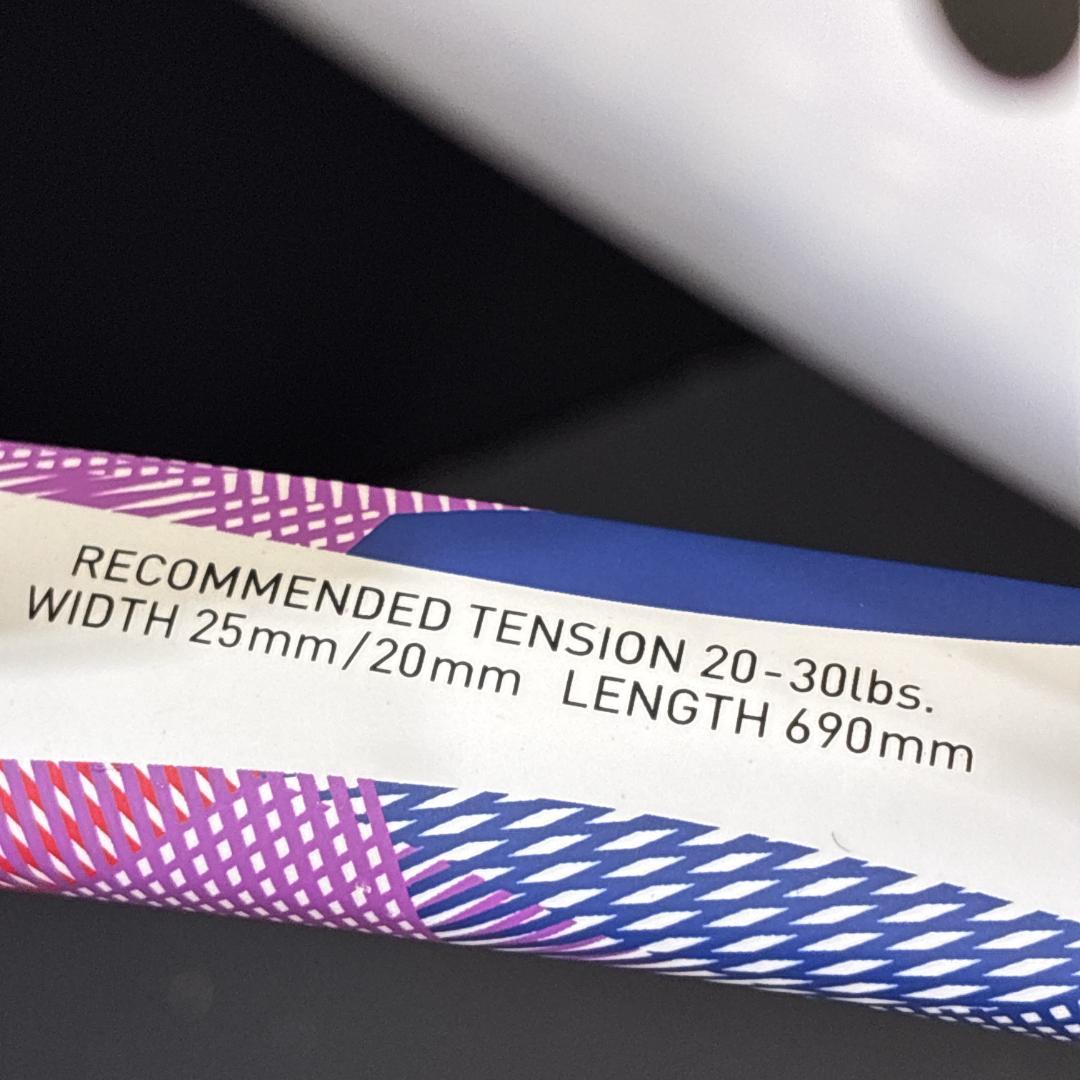 RECOMMENDED TENSION 20-30lbs.
WIDTH 25mm/20mm LENGTH 690mm